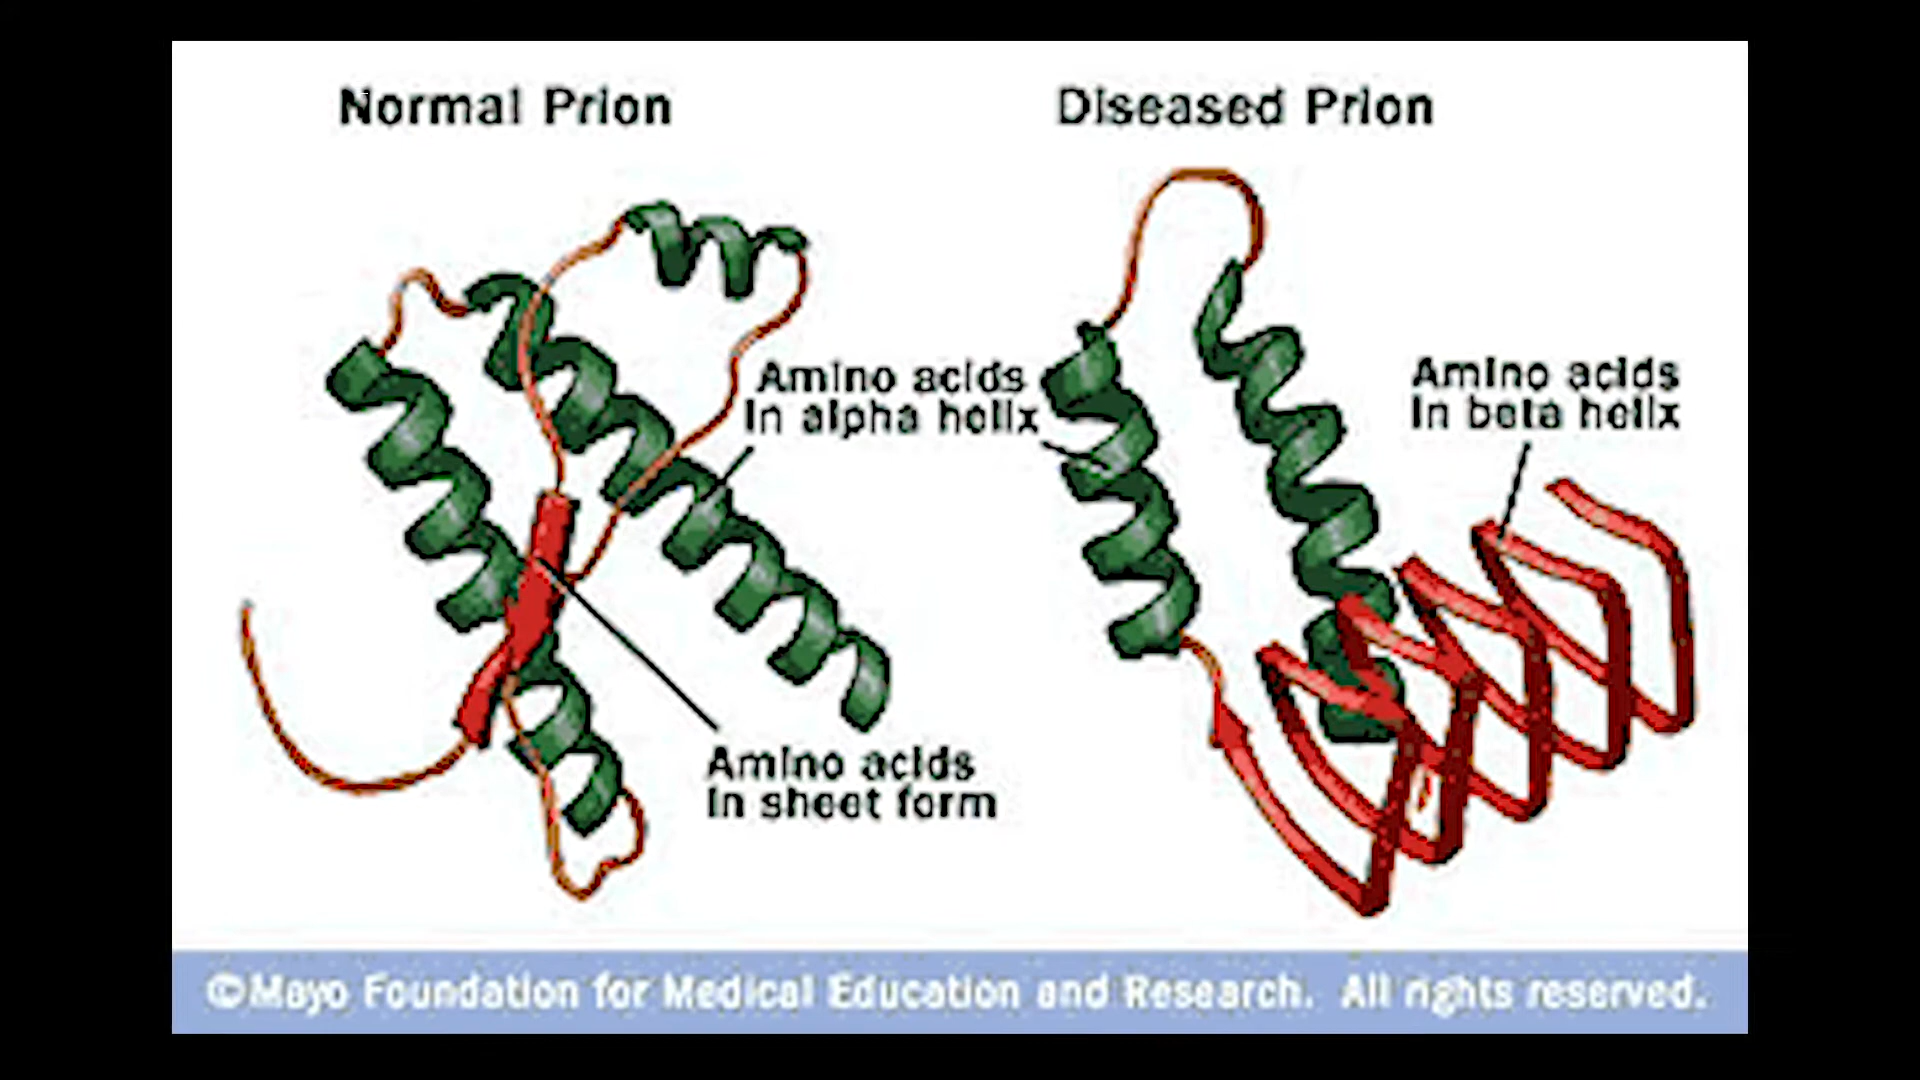 Normal Prion
Diseased Prion
Amino acids
in alpha helix
Amino acids
in beta helix
Amino acids
in sheet form
©Mayo Foundation for Medical Education and Research. All rights reserved.